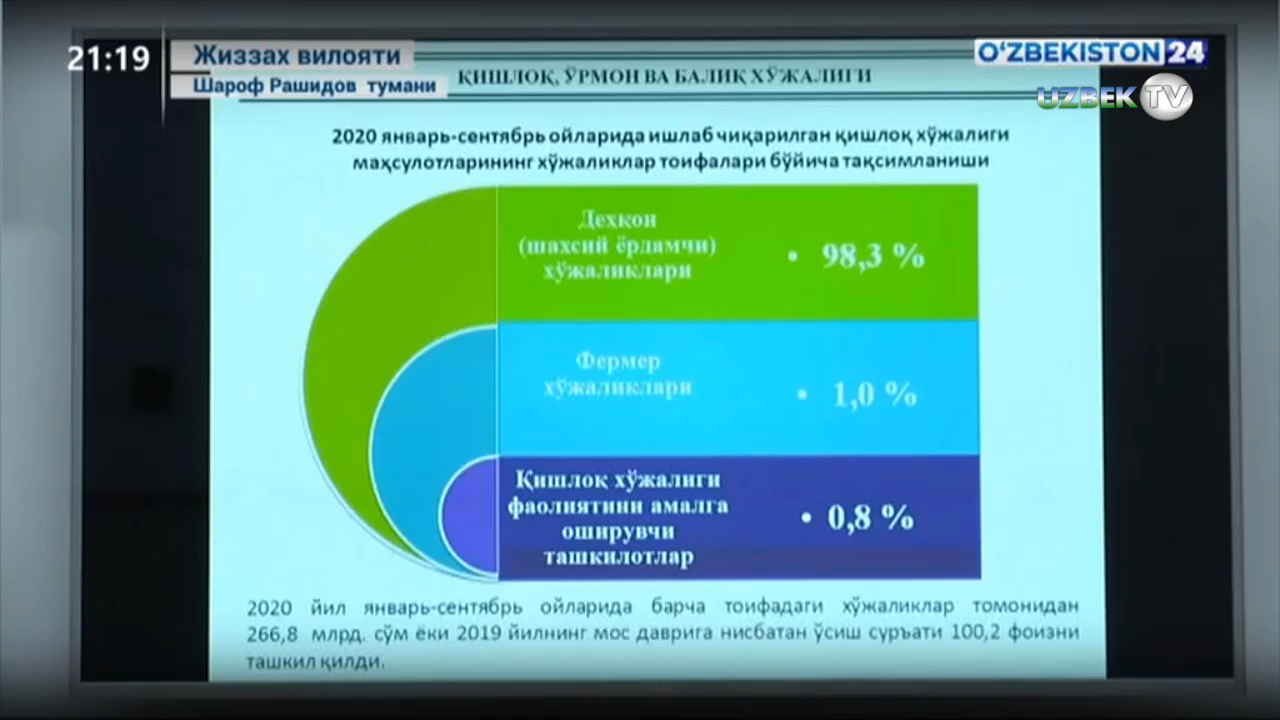 21:19
Жиззах вилояти
Шароф Рашидов тумани
O‘ZBEKISTON 24
UZBEK TV
ҚИШЛОҚ, ЎРМОН ВА БАЛИҚ ХЎЖАЛИГИ
2020 январь-сентябрь ойларида ишлаб чиқарилган қишлоқ хўжалиги
маҳсулотларининг хўжаликлар тоифалари бўйича тақсимланиши
Деҳқон
(шахсий ёрдамчи)
хўжаликлари
• 98,3 %
Фермер
хўжаликлари
• 1,0 %
Қишлоқ хўжалиги
фаолиятини амалга
оширувчи
ташкилотлар
• 0,8 %
2020 йил январь-сентябрь ойларида барча тоифадаги хўжаликлар томонидан
266,8 млрд. сўм ёки 2019 йилнинг мос даврига нисбатан ўсиш суръати 100,2 фоизни
ташкил қилди.